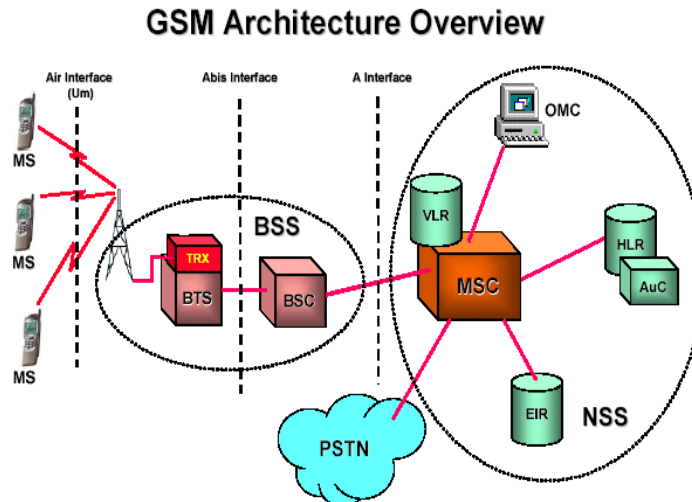 GSM Architecture Overview
Air Interface
(Um)
Abis Interface
A Interface
MS
MS
MS
TRX
BTS
BSS
BSC
VLR
MSC
OMC
HLR
AuC
EIR
NSS
PSTN